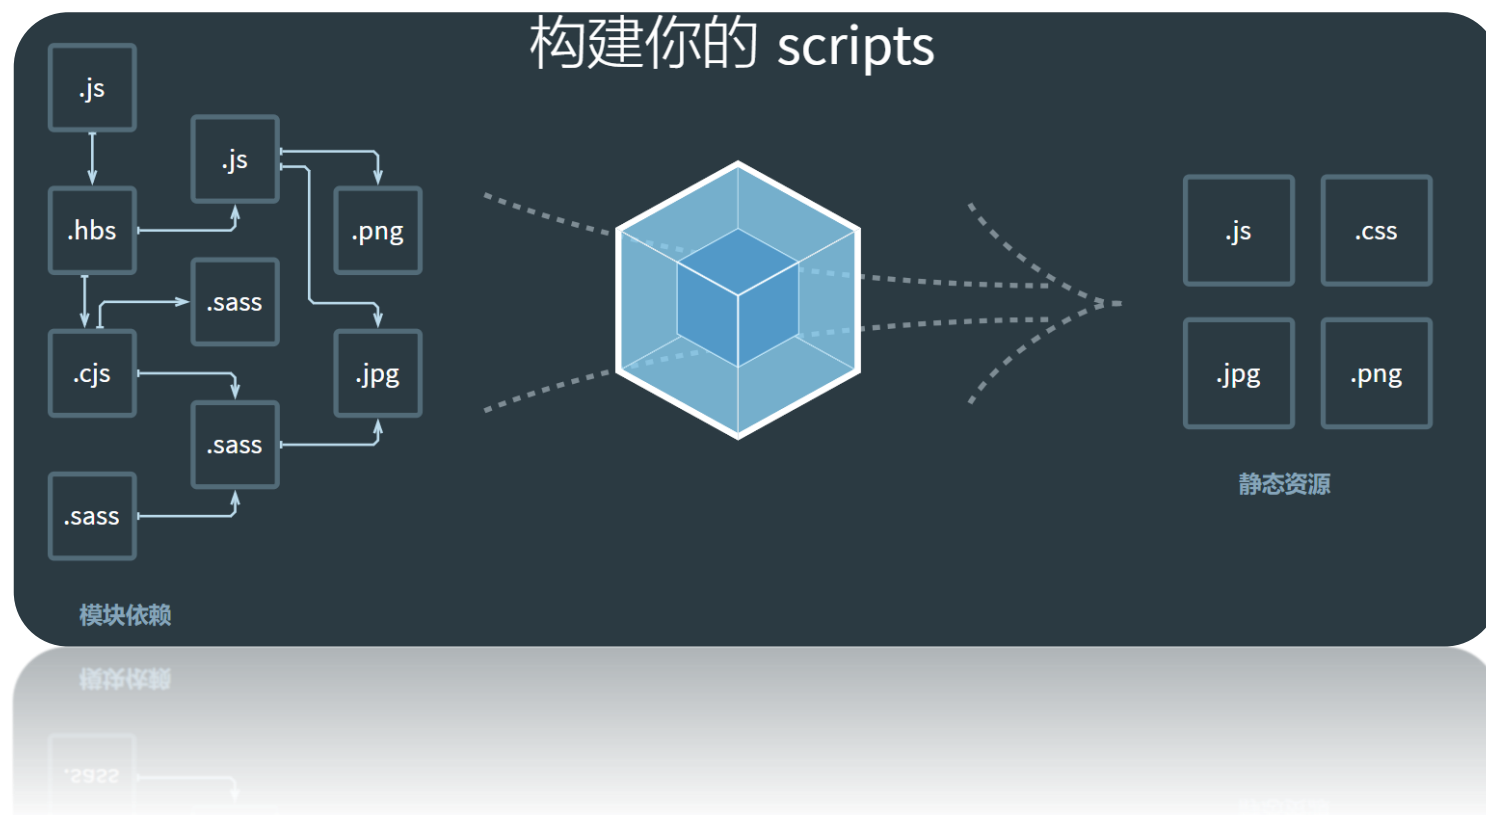 构建你的 scripts
.js
.js
.hbs
.png
.sass
.cjs
.jpg
.sass
.sass
模块依赖
.js
.css
.jpg
.png
静态资源